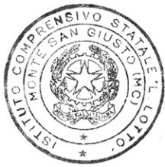 ISTITUTO COMPRENSIVO STATALE "L. LOTTO"
MONTE SAN GIUSTO (MC)